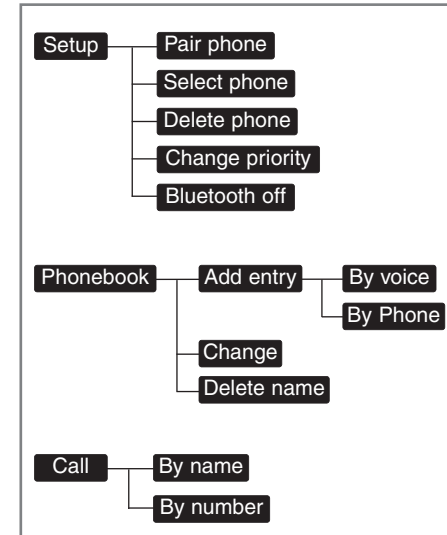 Setup
Pair phone
Select phone
Delete phone
Change priority
Bluetooth off
Phonebook
Add entry
By voice
By Phone
Change
Delete name
Call
By name
By number